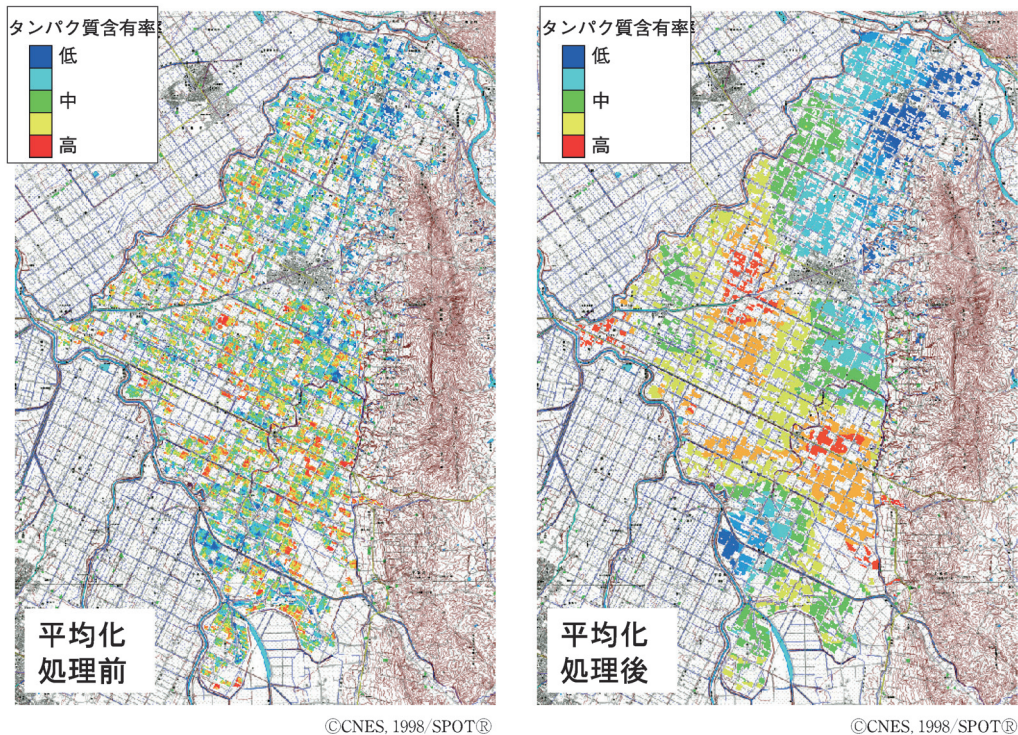 タンパク質含有率
低
中
高
平均化
処理前
©CNES, 1998/SPOT®
タンパク質含有率
低
中
高
平均化
処理後
©CNES, 1998/SPOT®